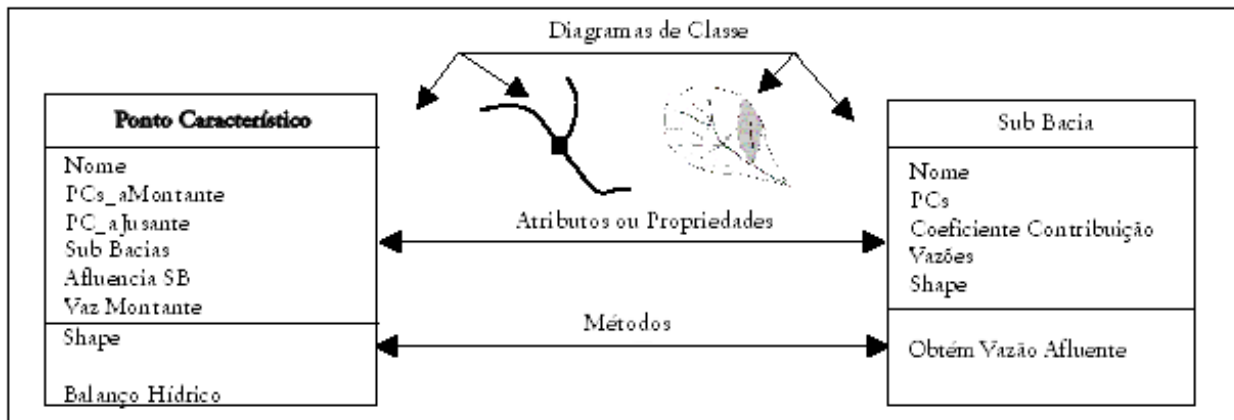 Diagramas de Classe
Ponto Característico
Nome
PCs_aMontante
PC_aJusante
Sub Bacias
Afluencia SB
Vaz Montante
Shape
Balanço Hídrico
Atributos ou Propriedades
Métodos
Sub Bacia
Nome
PCs
Coeficiente Contribuição
Vazões
Shape
Obtém Vazão Afluente